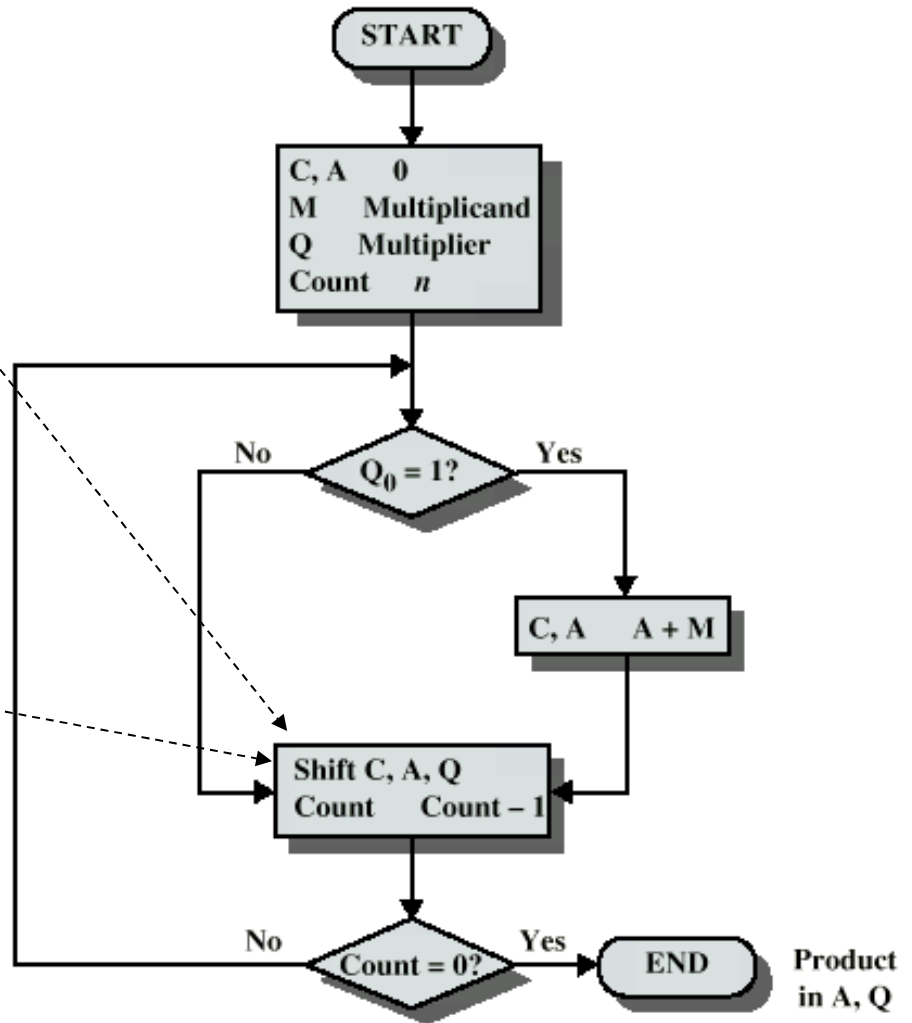 START
C, A 0
M Multiplicand
Q Multiplier
Count n
No
Q0 = 1?
Yes
C, A A + M
Shift C, A, Q
Count Count – 1
No
Count = 0?
Yes
END
Product
in A, Q